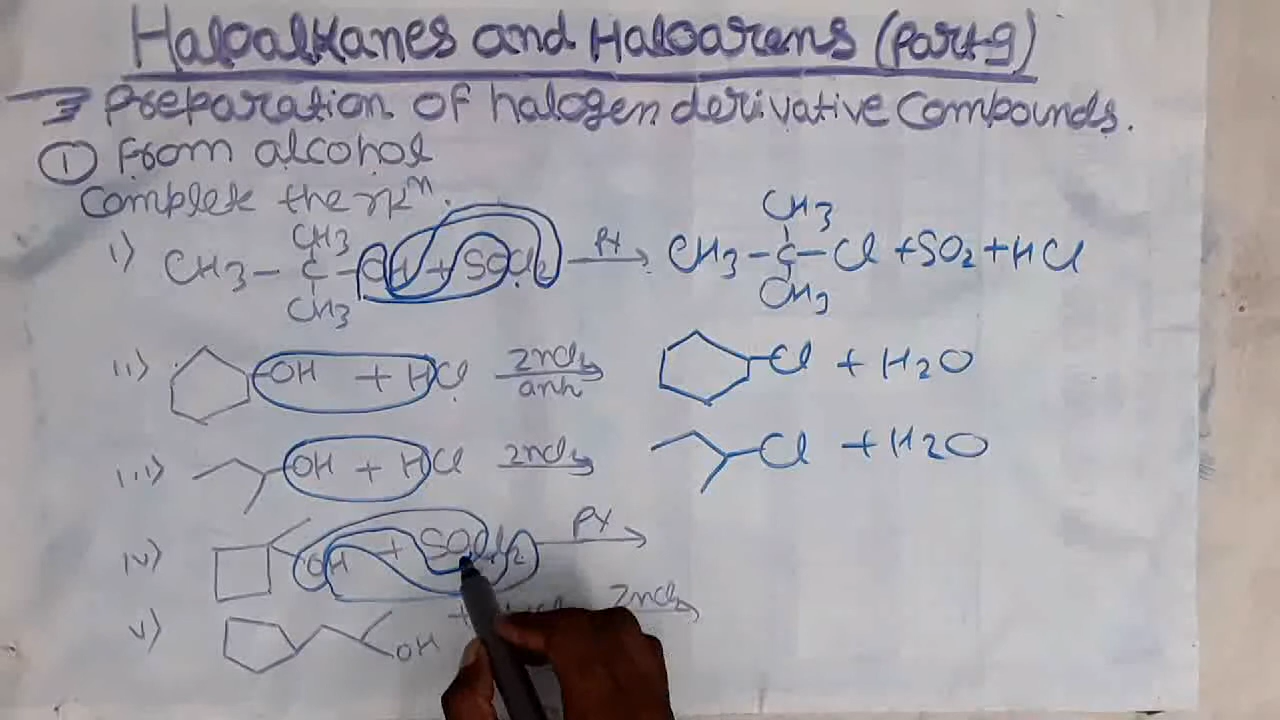 Haloalkanes and Haloarens (Part-9)
→ Preparation of halogen derivative Compounds.
① From alcohol
Complete the rxⁿ.
i) CH3 - C - OH + SOCl2 PY → CH3 - C - Cl + SO2 + HCl
CH3 CH3
CH3 CH3
ii) OH + HCl ZnCl2 anh → Cl + H2O
iii) OH + HCl ZnCl2 → Cl + H2O
iv) OH + SOCl2 PY →
v) OH + ZnCl2 →